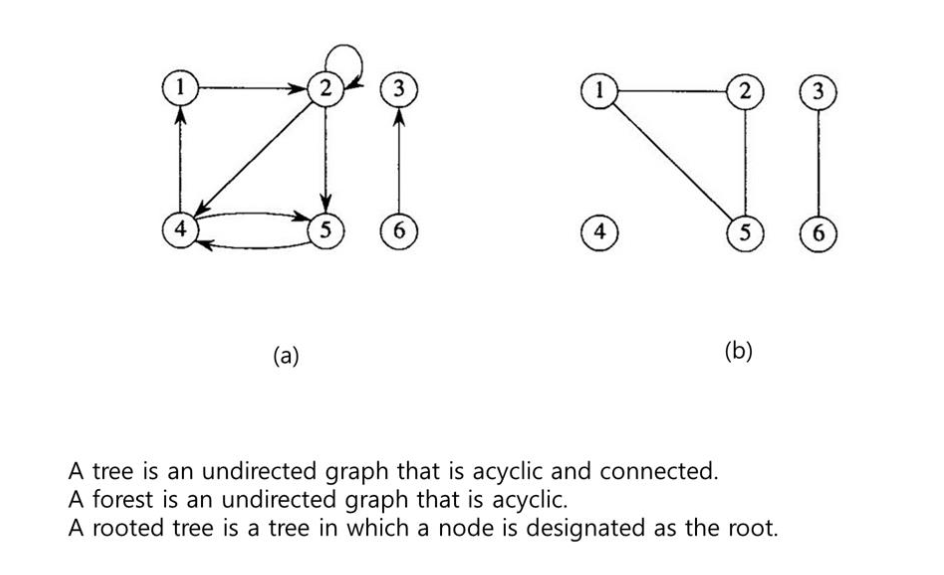 1 2 3 1 2 3
4 5 6 4 5 6
(a) (b)
A tree is an undirected graph that is acyclic and connected.
A forest is an undirected graph that is acyclic.
A rooted tree is a tree in which a node is designated as the root.